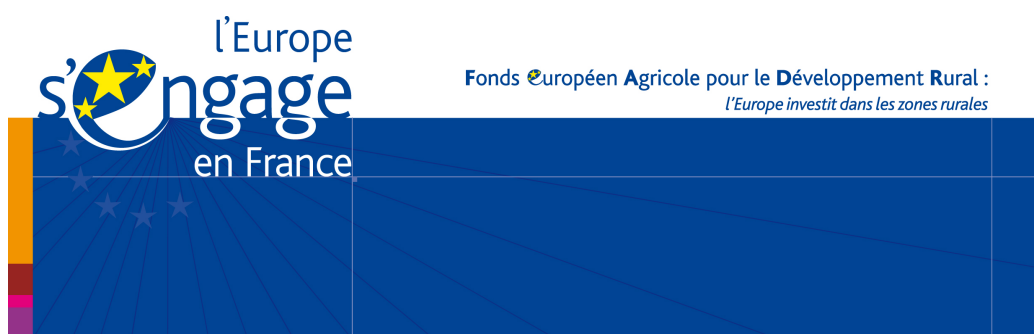 l'Europe
s'engage
en France
Fonds européen Agricole pour le Développement Rural :
l'Europe investit dans les zones rurales